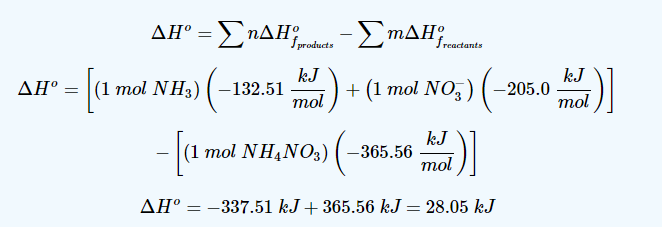 ΔH° = ∑ nΔH°f products − ∑ mΔH°f reactants
ΔH° = [(1 mol NH₃) (−132.51 kJ/mol) + (1 mol NO₃⁻) (−205.0 kJ/mol)]
− [(1 mol NH₄NO₃) (−365.56 kJ/mol)]
ΔH° = −337.51 kJ + 365.56 kJ = 28.05 kJ